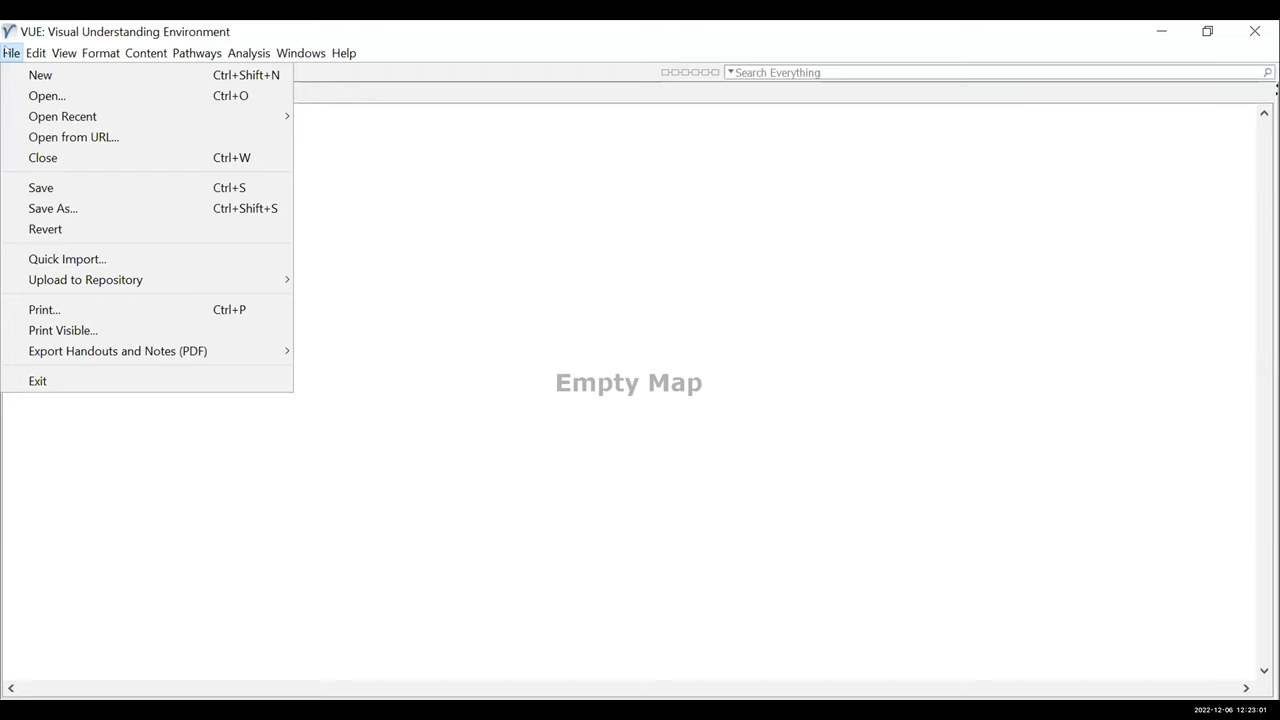 VUE: Visual Understanding Environment
File Edit View Format Content Pathways Analysis Windows Help
New Ctrl+Shift+N
Search Everything
Open... Ctrl+O
Open Recent
Open from URL...
Close Ctrl+W
Save Ctrl+S
Save As... Ctrl+Shift+S
Revert
Quick Import...
Upload to Repository
Print... Ctrl+P
Print Visible...
Export Handouts and Notes (PDF)
Exit
Empty Map
2022-12-06 12:23:01